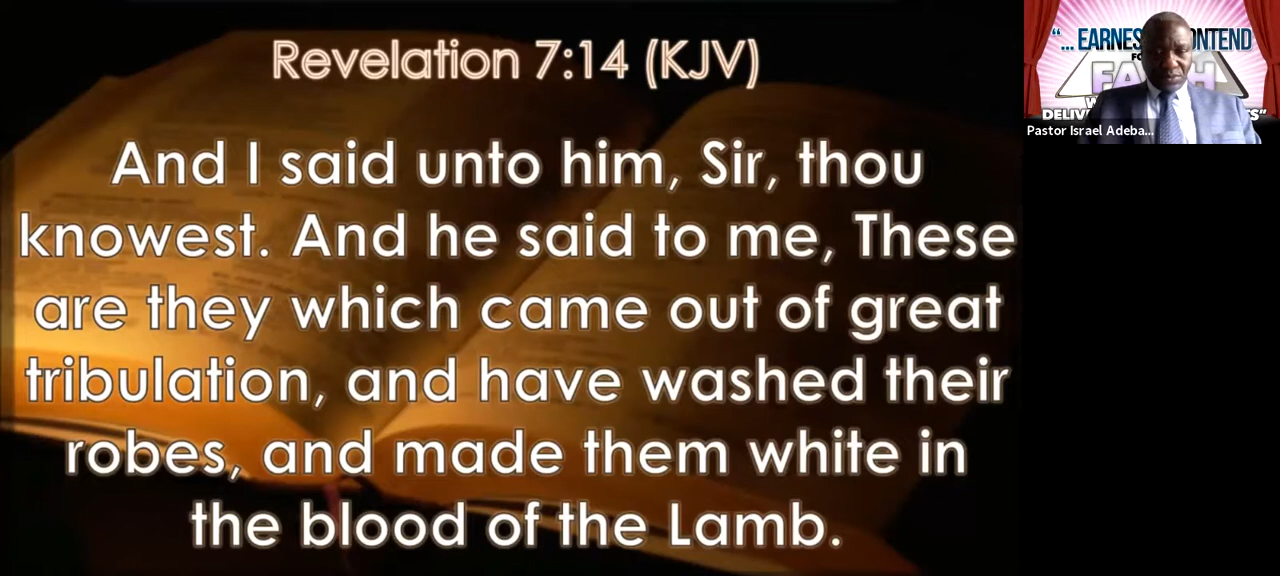 Revelation 7:14 (KJV)
And I said unto him, Sir, thou
knowest. And he said to me, These
are they which came out of great
tribulation, and have washed their
robes, and made them white in
the blood of the Lamb.
“... EARNES ONTEND
DELIV
Pastor Israel Adeba...